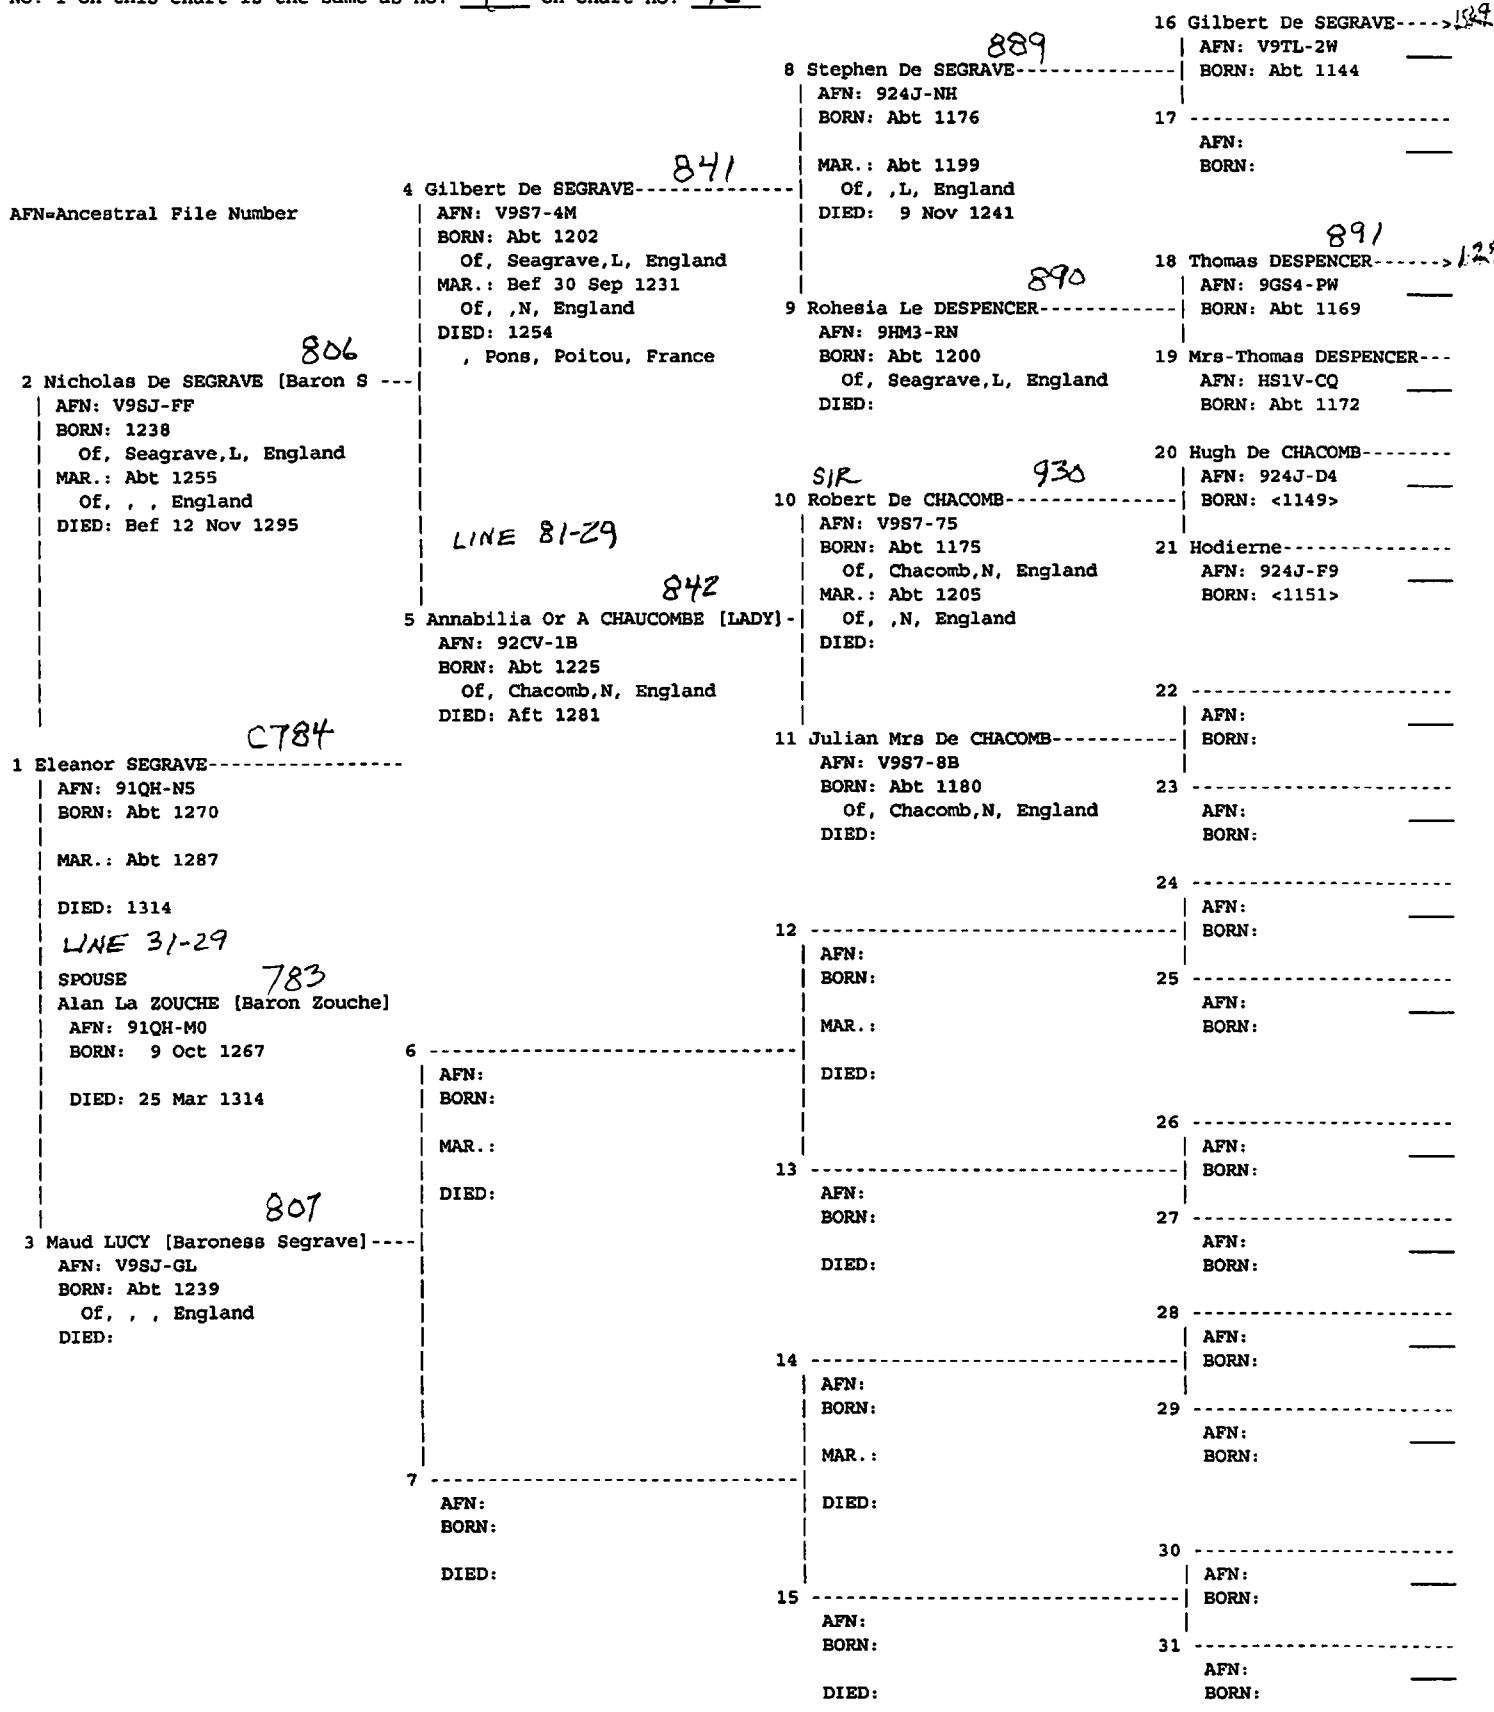 16 Gilbert De SEGRAVE---->
AFN: V9TL-2W
BORN: Abt 1144
889
8 Stephen De SEGRAVE--------------
AFN: 924J-NH
BORN: Abt 1176
MAR.: Abt 1199
Of, ,L, England
DIED: 9 Nov 1241
17 ----------------------
AFN:
BORN:
841
4 Gilbert De SEGRAVE-------------
AFN: V9S7-4M
BORN: Abt 1202
Of, Seagrave,L, England
MAR.: Bef 30 Sep 1231
Of, ,N, England
DIED: 1254
, Pons, Poitou, France
AFN=Ancestral File Number
891
18 Thomas DESPENCER------>
AFN: 9GS4-PW
BORN: Abt 1169
890
9 Rohesia Le DESPENCER------------
AFN: 9HM3-RN
BORN: Abt 1200
Of, Seagrave,L, England
DIED:
19 Mrs-Thomas DESPENCER---
AFN: HS1V-CQ
BORN: Abt 1172
806
2 Nicholas De SEGRAVE [Baron S ---
AFN: V9SJ-FF
BORN: 1238
Of, Seagrave,L, England
MAR.: Abt 1255
Of, , , England
DIED: Bef 12 Nov 1295
20 Hugh De CHACOMB--------
AFN: 924J-D4
BORN: <1149>
SIR 930
10 Robert De CHACOMB--------------
AFN: V9S7-75
BORN: Abt 1175
Of, Chacomb,N, England
MAR.: Abt 1205
Of, ,N, England
DIED:
21 Hodierne---------------
AFN: 924J-F9
BORN: <1151>
LINE 81-29
842
5 Annabilia Or A CHAUCOMBE [LADY]-
AFN: 92CV-1B
BORN: Abt 1225
Of, Chacomb,N, England
DIED: Aft 1281
22 ----------------------
AFN:
BORN:
11 Julian Mrs De CHACOMB-----------
AFN: V9S7-8B
BORN: Abt 1180
Of, Chacomb,N, England
DIED:
23 ----------------------
AFN:
BORN:
C784
1 Eleanor SEGRAVE----------------
AFN: 91QH-N5
BORN: Abt 1270
MAR.: Abt 1287
DIED: 1314
LINE 31-29
SPOUSE 783
Alan La ZOUCHE [Baron Zouche]
AFN: 91QH-M0
BORN: 9 Oct 1267
DIED: 25 Mar 1314
24 ----------------------
AFN:
BORN:
12 -------------------------------
AFN:
BORN:
MAR.:
DIED:
25 ----------------------
AFN:
BORN:
6 -------------------------------
AFN:
BORN:
MAR.:
DIED:
26 ----------------------
AFN:
BORN:
13 -------------------------------
AFN:
BORN:
DIED:
27 ----------------------
AFN:
BORN:
807
3 Maud LUCY [Baroness Segrave]----
AFN: V9SJ-GL
BORN: Abt 1239
Of, , , England
DIED:
28 ----------------------
AFN:
BORN:
14 -------------------------------
AFN:
BORN:
MAR.:
DIED:
29 ----------------------
AFN:
BORN:
7 -------------------------------
AFN:
BORN:
DIED:
30 ----------------------
AFN:
BORN:
15 -------------------------------
AFN:
BORN:
DIED:
31 ----------------------
AFN:
BORN: